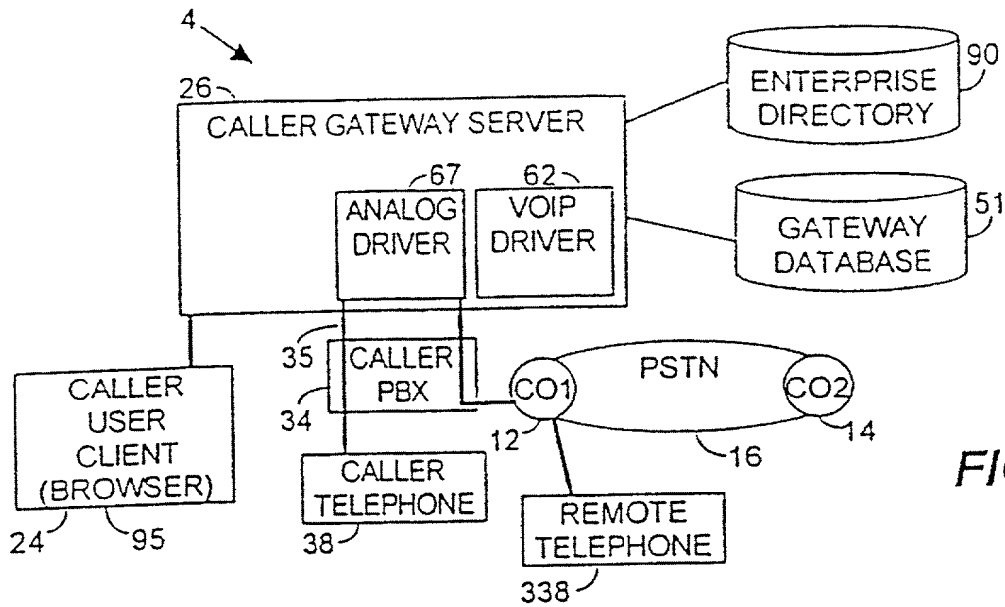 4
26
CALLER GATEWAY SERVER
67
ANALOG
DRIVER
62
VOIP
DRIVER
ENTERPRISE
DIRECTORY
90
GATEWAY
DATABASE
51
35
CALLER
PBX
34
CALLER
USER
CLIENT
(BROWSER)
24
95
CALLER
TELEPHONE
38
CO1
12
PSTN
16
CO2
14
REMOTE
TELEPHONE
338